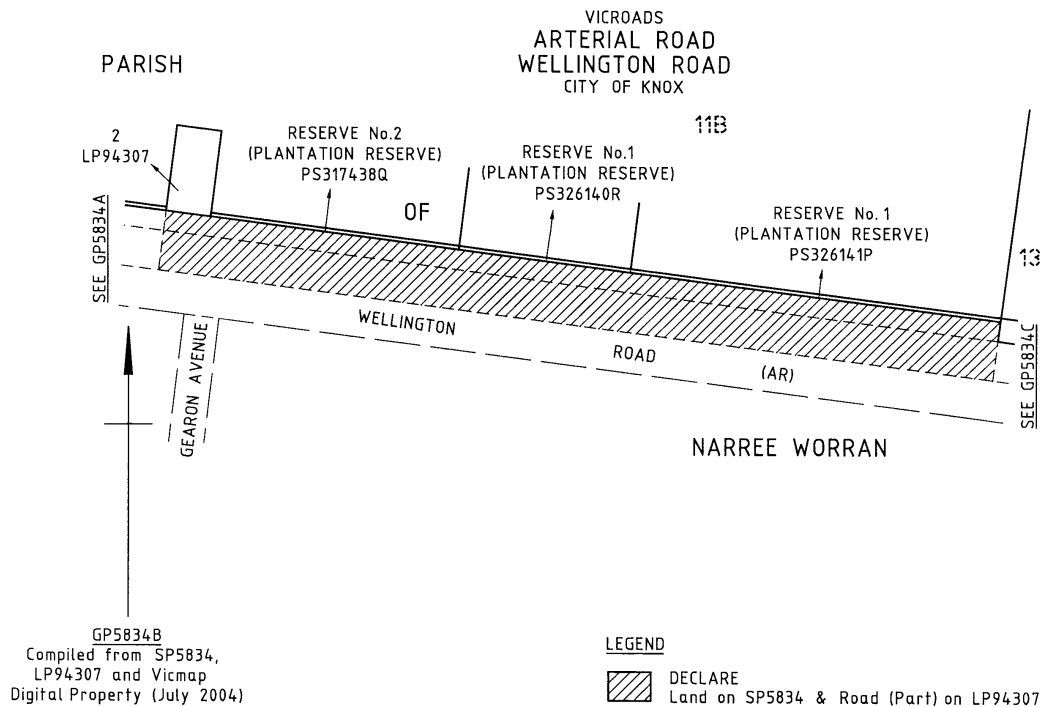 VICROADS
ARTERIAL ROAD
WELLINGTON ROAD
CITY OF KNOX
PARISH
11B
2
LP94307
RESERVE No.2
(PLANTATION RESERVE)
PS317438Q
RESERVE No.1
(PLANTATION RESERVE)
PS326140R
OF
RESERVE No.1
(PLANTATION RESERVE)
PS326141P
13
SEE GP5834A
WELLINGTON
ROAD
(AR)
SEE GP5834C
GEARON AVENUE
NARREE WORRAN
GP5834B
Compiled from SP5834,
LP94307 and Vicmap
Digital Property (July 2004)
LEGEND
DECLARE
Land on SP5834 & Road (Part) on LP94307